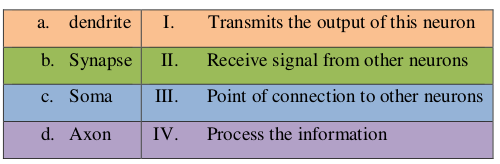 a. dendrite I. Transmits the output of this neuron
b. Synapse II. Receive signal from other neurons
c. Soma III. Point of connection to other neurons
d. Axon IV. Process the information